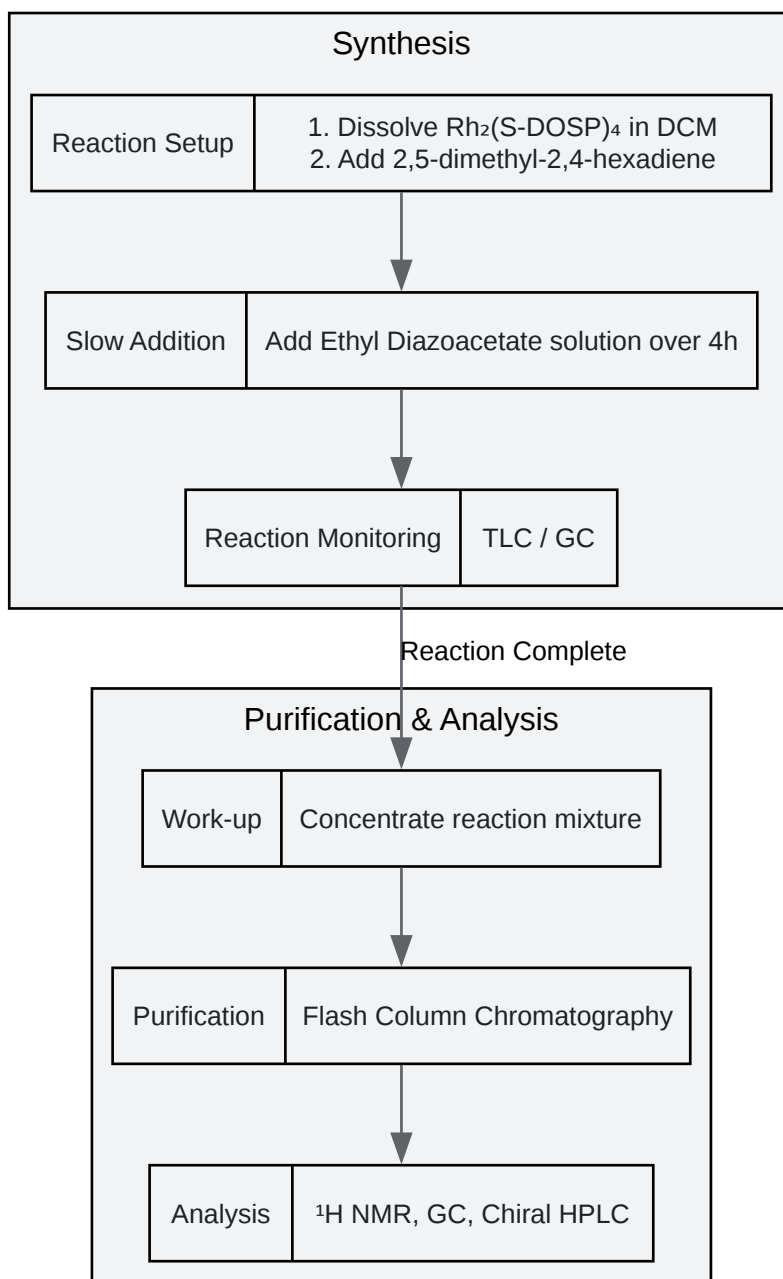 Synthesis
Reaction Setup
1. Dissolve Rh₂(S-DOSP)₄ in DCM
2. Add 2,5-dimethyl-2,4-hexadiene
Slow Addition
Add Ethyl Diazoacetate solution over 4h
Reaction Monitoring
TLC / GC
Reaction Complete
Purification & Analysis
Work-up
Concentrate reaction mixture
Purification
Flash Column Chromatography
Analysis
¹H NMR, GC, Chiral HPLC